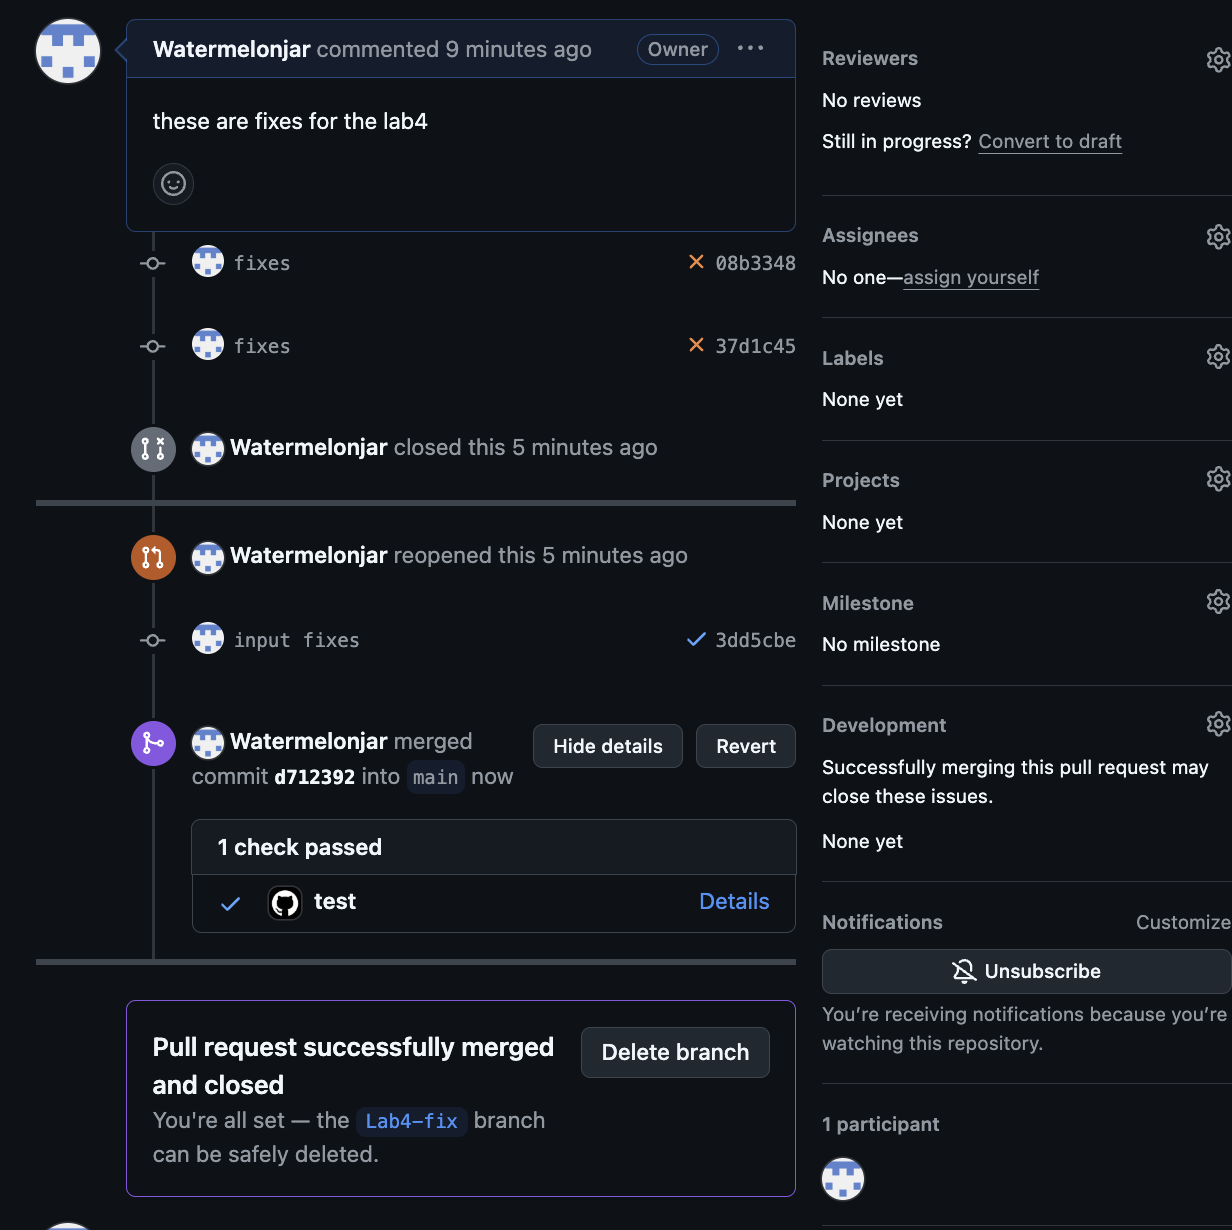 Watermelonjar commented 9 minutes ago Owner
these are fixes for the lab4
fixes 08b3348
fixes 37d1c45
Watermelonjar closed this 5 minutes ago
Watermelonjar reopened this 5 minutes ago
input fixes 3dd5cbe
Watermelonjar merged
commit d712392 into main now
Hide details
Revert
1 check passed
test Details
Pull request successfully merged
and closed
You're all set — the Lab4-fix branch
can be safely deleted.
Delete branch
Reviewers
No reviews
Still in progress? Convert to draft
Assignees
No one—assign yourself
Labels
None yet
Projects
None yet
Milestone
No milestone
Development
Successfully merging this pull request may
close these issues.
None yet
Notifications Customize
Unsubscribe
You’re receiving notifications because you’re
watching this repository.
1 participant